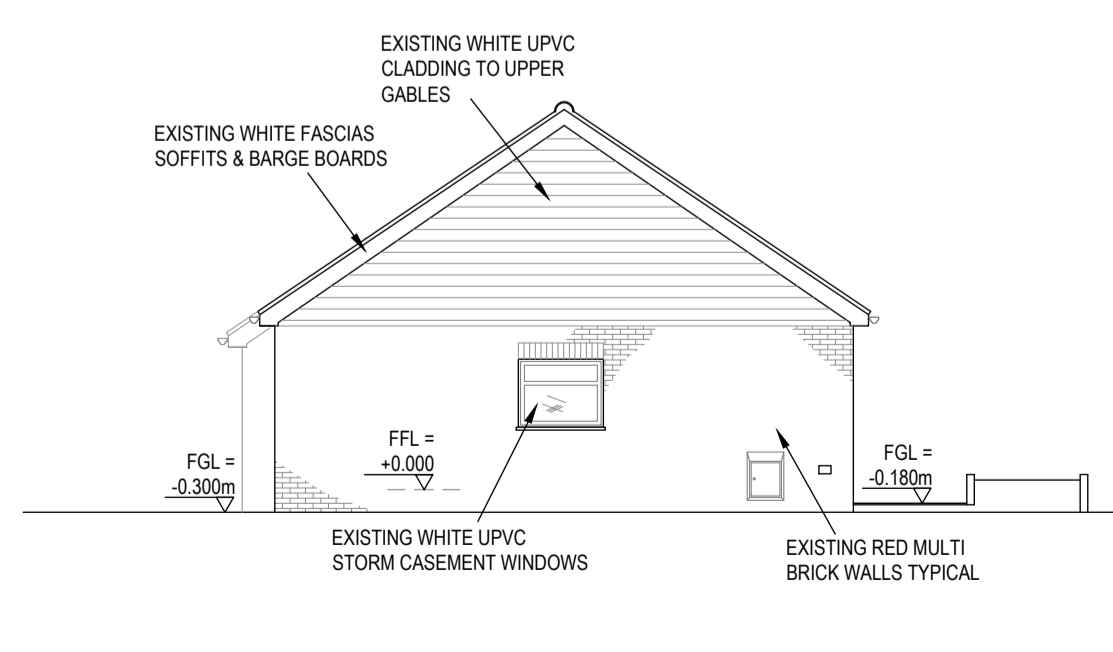 EXISTING WHITE UPVC
CLADDING TO UPPER
GABLES
EXISTING WHITE FASCIAS
SOFFITS & BARGE BOARDS
FFL =
+0.000
FGL =
-0.300m
FGL =
-0.180m
EXISTING WHITE UPVC
STORM CASEMENT WINDOWS
EXISTING RED MULTI
BRICK WALLS TYPICAL